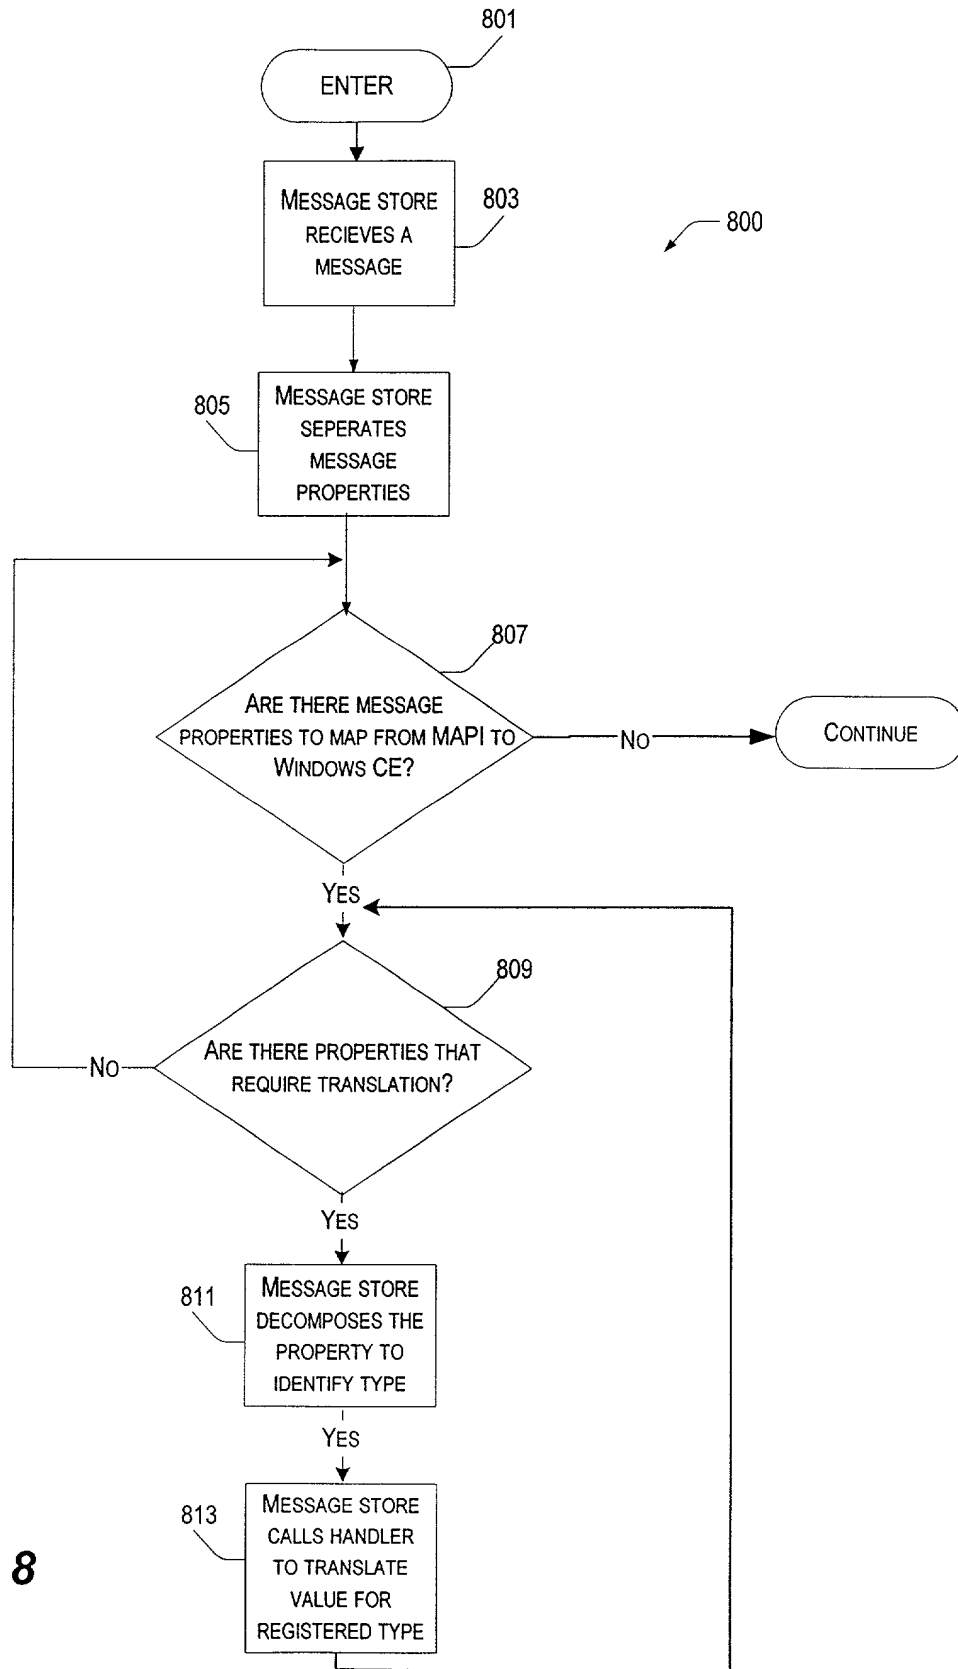 801
ENTER
MESSAGE STORE
RECIEVES A
MESSAGE
803
800
805
MESSAGE STORE
SEPERATES
MESSAGE
PROPERTIES
807
ARE THERE MESSAGE
PROPERTIES TO MAP FROM MAPI TO
WINDOWS CE?
NO
CONTINUE
YES
809
ARE THERE PROPERTIES THAT
REQUIRE TRANSLATION?
NO
YES
811
MESSAGE STORE
DECOMPOSES THE
PROPERTY TO
IDENTIFY TYPE
YES
813
MESSAGE STORE
CALLS HANDLER
TO TRANSLATE
VALUE FOR
REGISTERED TYPE
8